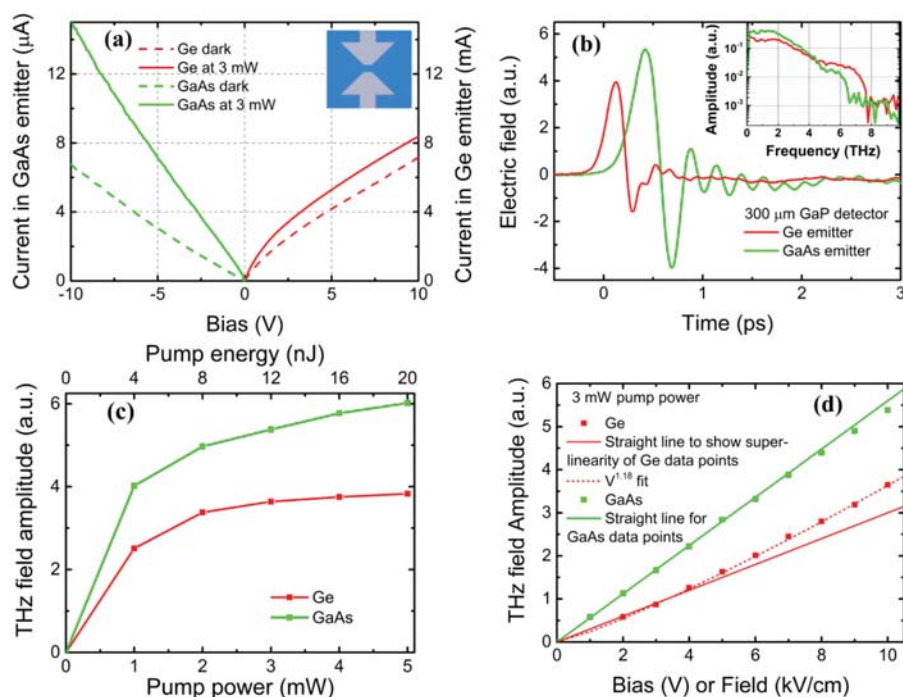 (a)
Ge dark
Ge at 3 mW
GaAs dark
GaAs at 3 mW
Current in GaAs emitter (μA)
12
8
4
0
Current in Ge emitter (mA)
12
8
4
0
-10
-5
0
5
10
Bias (V)
(b)
Electric field (a.u.)
6
4
2
0
-2
-4
0
1
2
3
Time (ps)
Amplitude (a.u.)
10⁻¹
10⁻²
10⁻³
0
2
4
6
8
Frequency (THz)
300 μm GaP detector
Ge emitter
GaAs emitter
Pump energy (nJ)
0
4
8
12
16
20
(c)
THz field amplitude (a.u.)
6
4
2
0
Ge
GaAs
0
1
2
3
4
5
Pump power (mW)
(d)
THz field Amplitude (a.u.)
6
5
4
3
2
1
0
3 mW pump power
Ge
Straight line to show super-
linearity of Ge data points
V¹·¹⁸ fit
GaAs
Straight line for
GaAs data points
0
2
4
6
8
10
Bias (V) or Field (kV/cm)